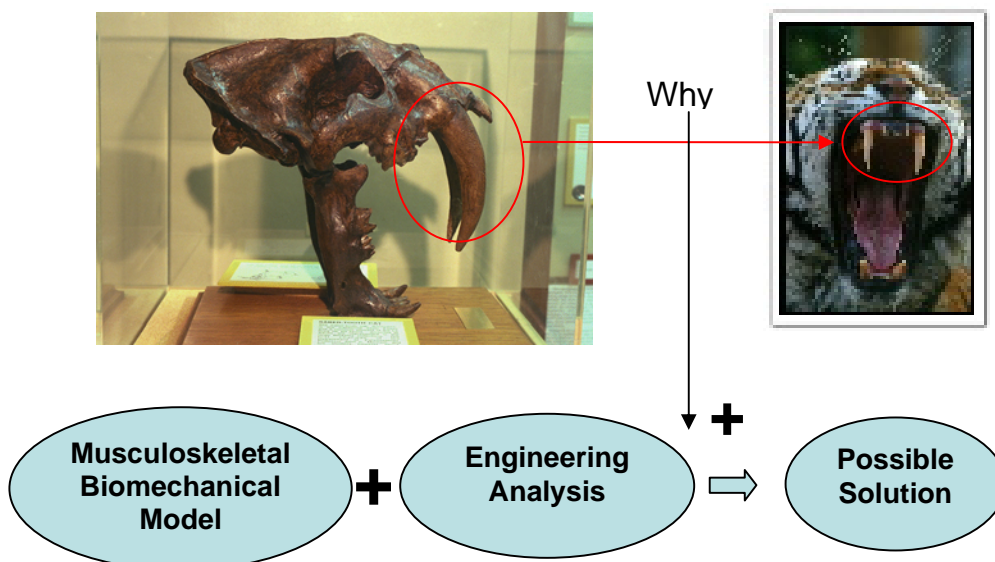 Why
Musculoskeletal
Biomechanical
Model
+
Engineering
Analysis
+
Possible
Solution